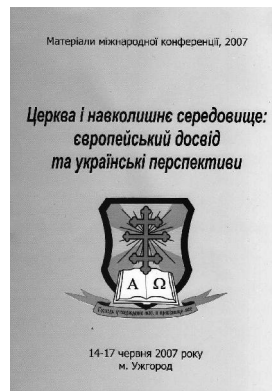 Матеріали міжнародної конференції, 2007
Церква і навколишнє середовище:
європейський досвід
та українські перспективи
Α Ω
14-17 червня 2007 року
м. Ужгород